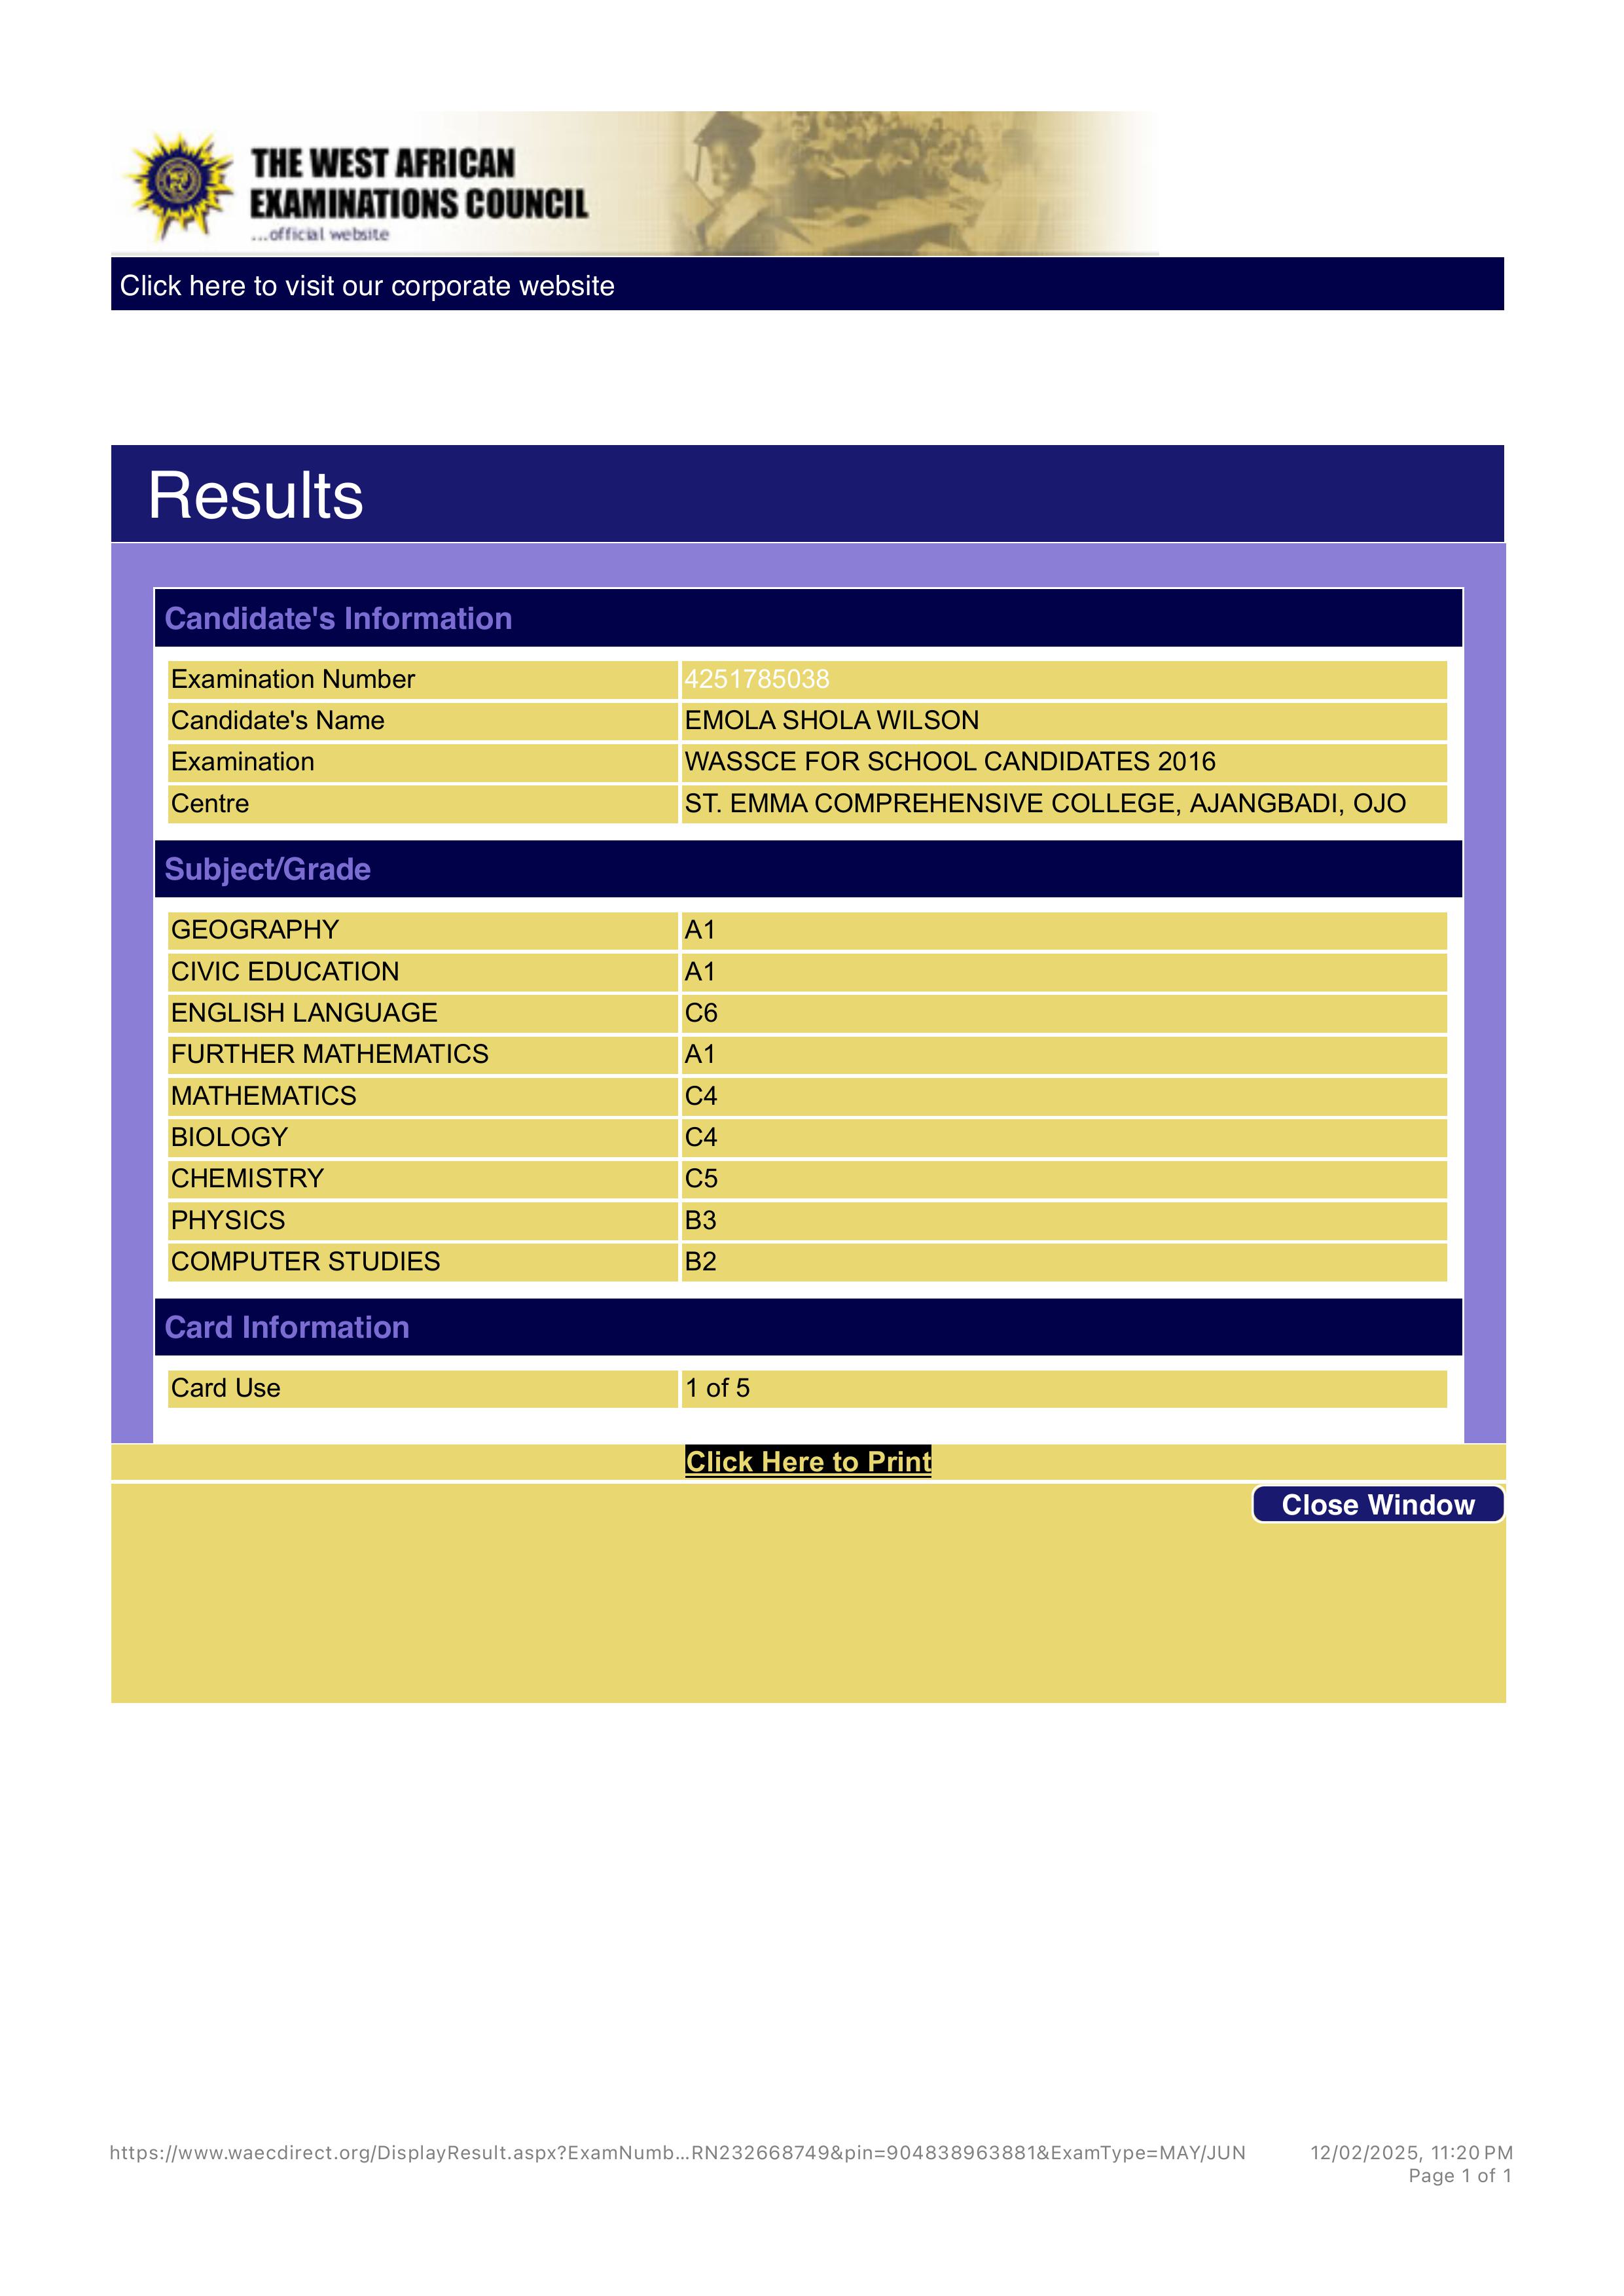 THE WEST AFRICAN
EXAMINATIONS COUNCIL
...official website
Click here to visit our corporate website
Results
Candidate's Information
Examination Number 4251785038
Candidate's Name EMOLA SHOLA WILSON
Examination WASSCE FOR SCHOOL CANDIDATES 2016
Centre ST. EMMA COMPREHENSIVE COLLEGE, AJANGBADI, OJO
Subject/Grade
GEOGRAPHY A1
CIVIC EDUCATION A1
ENGLISH LANGUAGE C6
FURTHER MATHEMATICS A1
MATHEMATICS C4
BIOLOGY C4
CHEMISTRY C5
PHYSICS B3
COMPUTER STUDIES B2
Card Information
Card Use 1 of 5
Click Here to Print
Close Window
https://www.waecdirect.org/DisplayResult.aspx?ExamNumb...RN232668749&pin=904838963881&ExamType=MAY/JUN 12/02/2025, 11:20 PM
Page 1 of 1